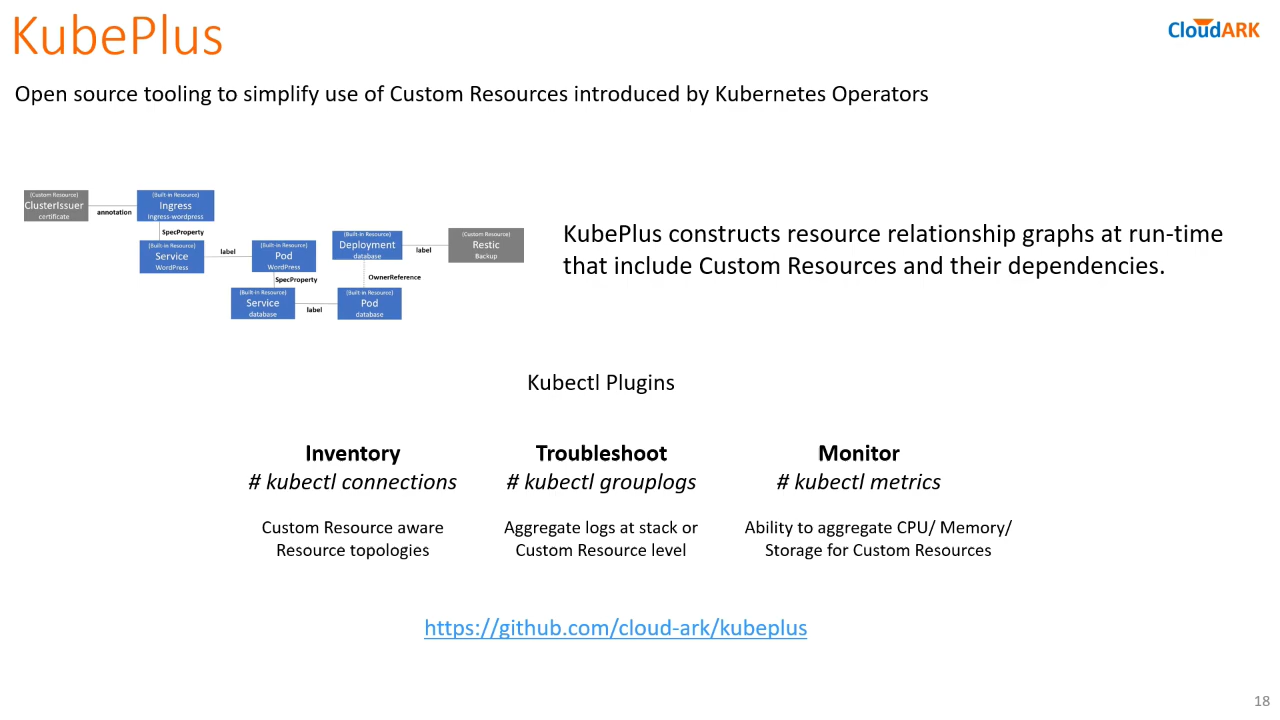 KubePlus
CloudARK
Open source tooling to simplify use of Custom Resources introduced by Kubernetes Operators
(Custom Resource)
ClusterIssuer
certificate
annotation
(Built-in Resource)
Ingress
Ingress-wordpress
SpecProperty
(Built-in Resource)
Service
WordPress
label
(Built-in Resource)
Pod
WordPress
SpecProperty
(Built-in Resource)
Service
database
label
(Built-in Resource)
Pod
database
OwnerReference
(Built-in Resource)
Deployment
database
label
(Custom Resource)
Restic
Backup
KubePlus constructs resource relationship graphs at run-time
that include Custom Resources and their dependencies.
Kubectl Plugins
Inventory
# kubectl connections
Custom Resource aware
Resource topologies
Troubleshoot
# kubectl grouplogs
Aggregate logs at stack or
Custom Resource level
Monitor
# kubectl metrics
Ability to aggregate CPU/ Memory/
Storage for Custom Resources
https://github.com/cloud-ark/kubeplus
18